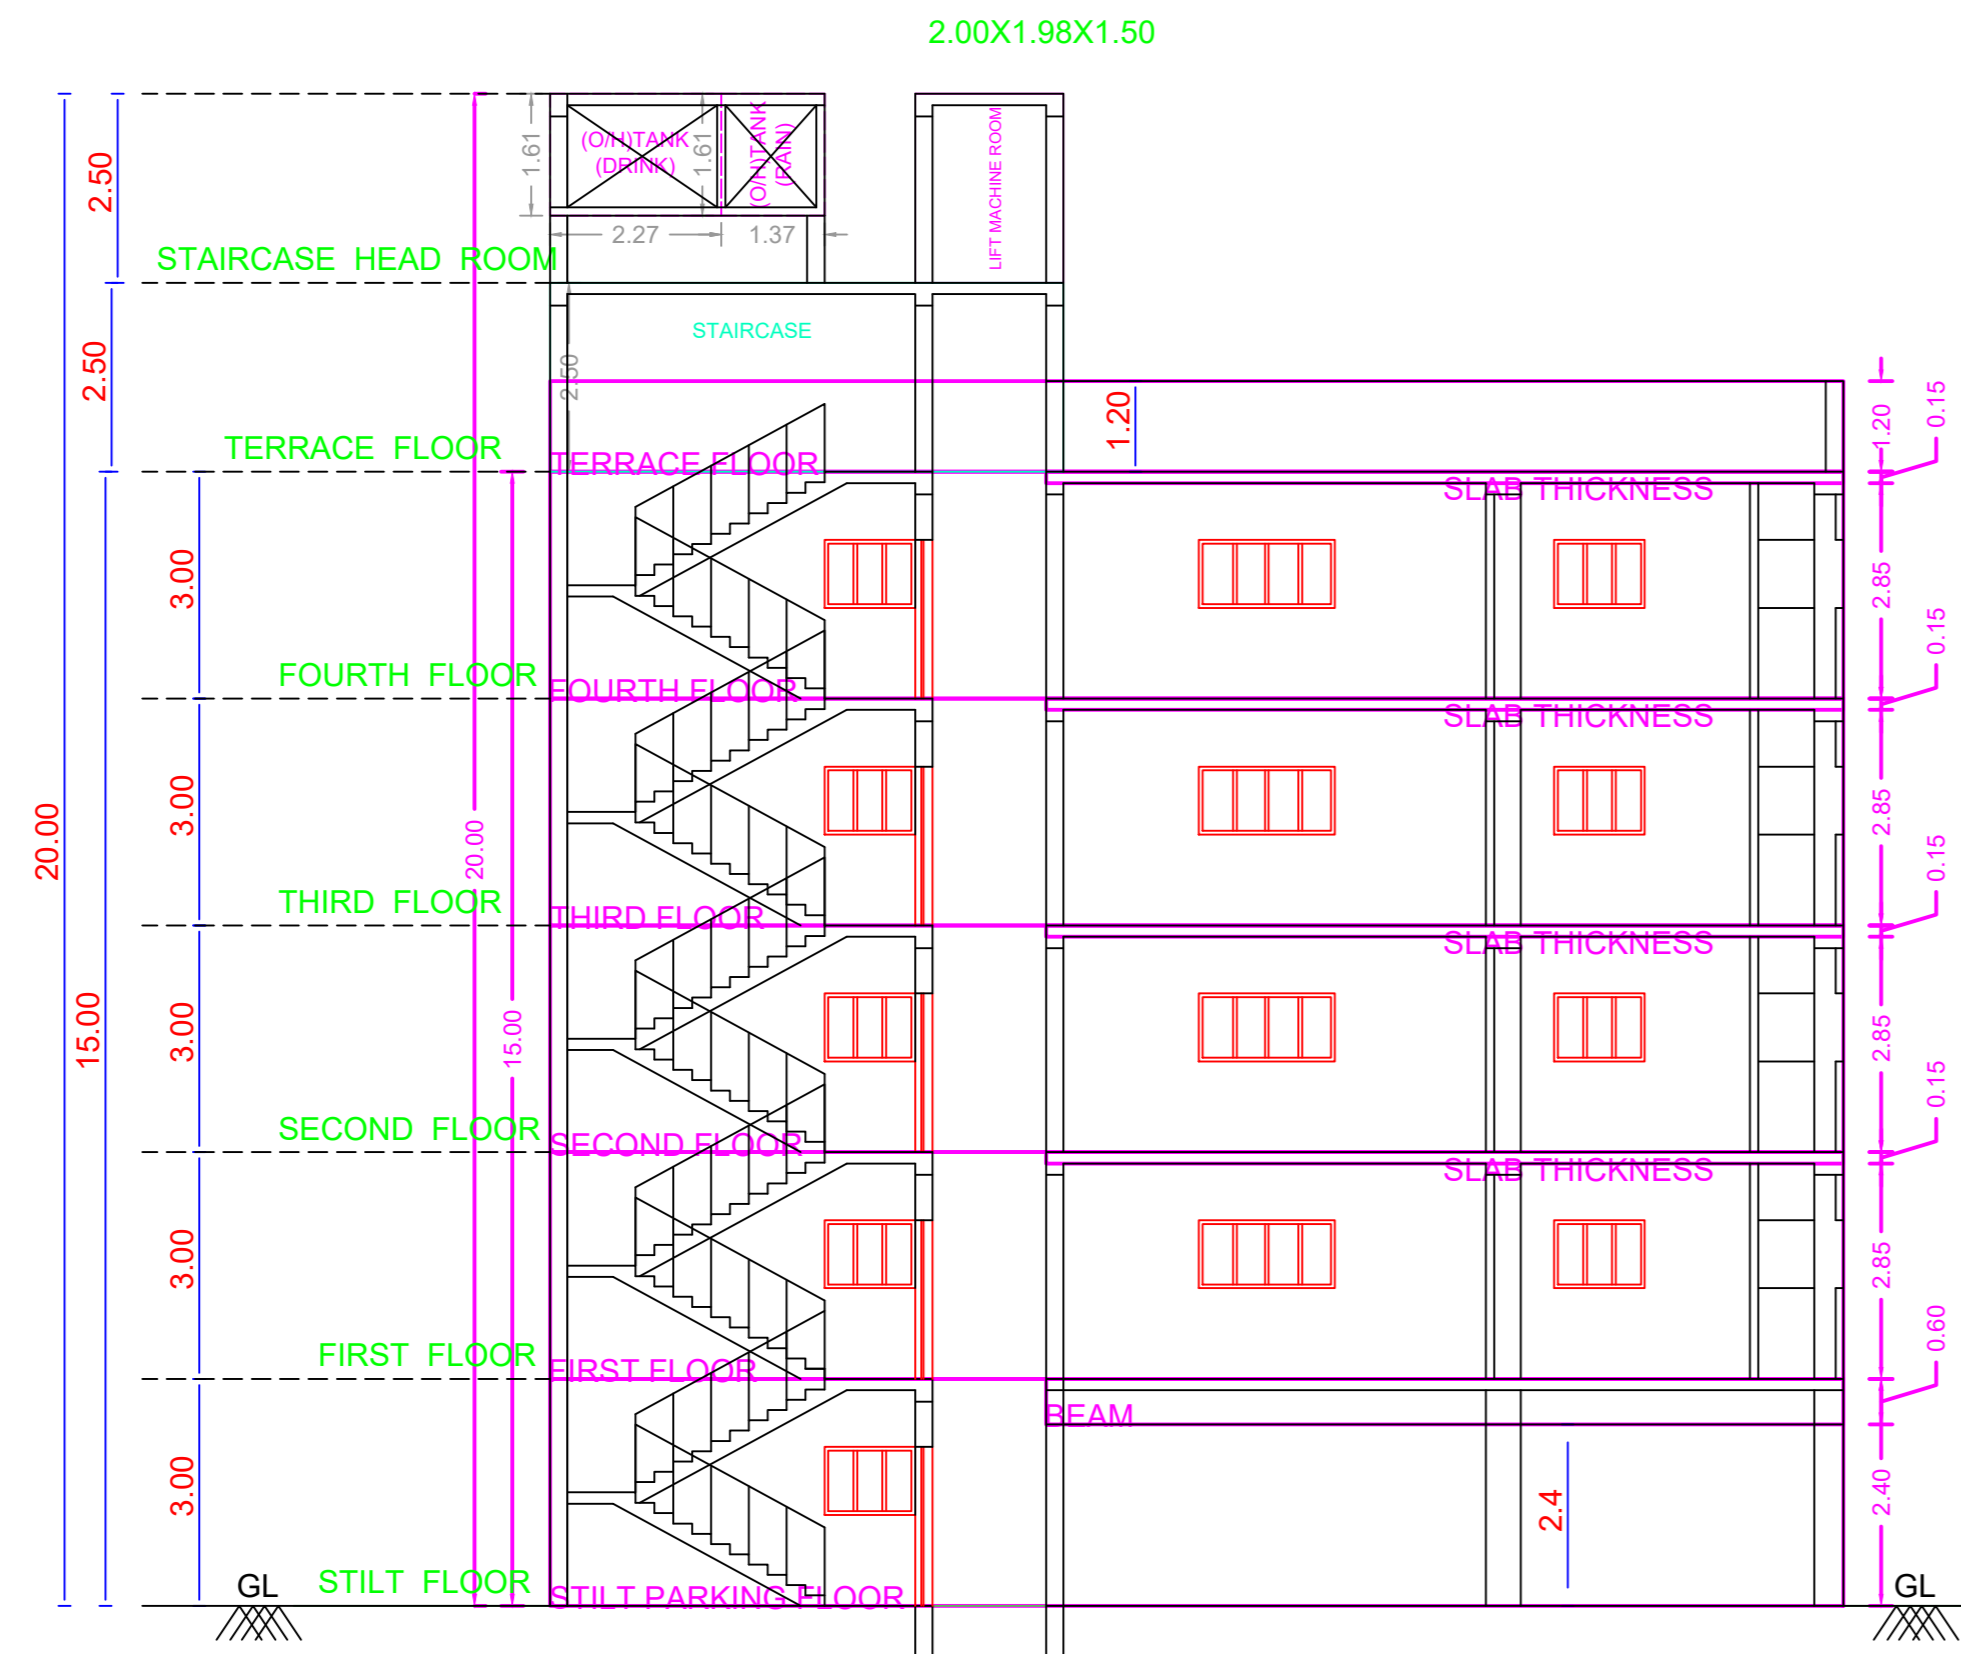 2.00X1.98X1.50
2.50
1.61
(O/H)TANK
(DRINK)
1.61
(O/H)TANK
(RAIN)
LIFT MACHINE ROOM
2.27
1.37
STAIRCASE HEAD ROOM
STAIRCASE
2.50
2.50
1.20
1.20
0.15
TERRACE FLOOR
TERRACE FLOOR
SLAB THICKNESS
3.00
2.85
0.15
FOURTH FLOOR
FOURTH FLOOR
SLAB THICKNESS
3.00
2.85
20.00
20.00
0.15
THIRD FLOOR
THIRD FLOOR
SLAB THICKNESS
15.00
3.00
15.00
2.85
0.15
SECOND FLOOR
SECOND FLOOR
SLAB THICKNESS
3.00
2.85
0.60
FIRST FLOOR
FIRST FLOOR
BEAM
3.00
2.4
2.40
GL
STILT FLOOR
STILT PARKING FLOOR
GL